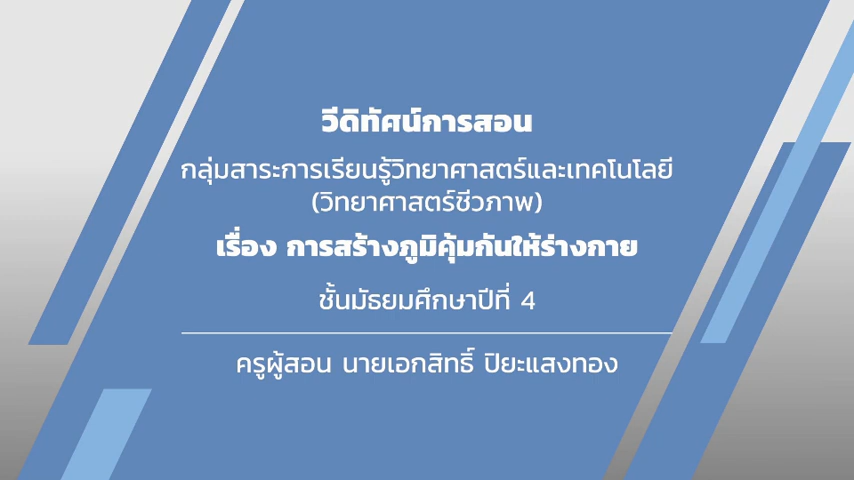 วีดิทัศน์การสอน
กลุ่มสาระการเรียนรู้วิทยาศาสตร์และเทคโนโลยี
(วิทยาศาสตร์ชีวภาพ)
เรื่อง การสร้างภูมิคุ้มกันให้ร่างกาย
ชั้นมัธยมศึกษาปีที่ 4
ครูผู้สอน นายเอกสิทธิ์ ปิยะแสงทอง